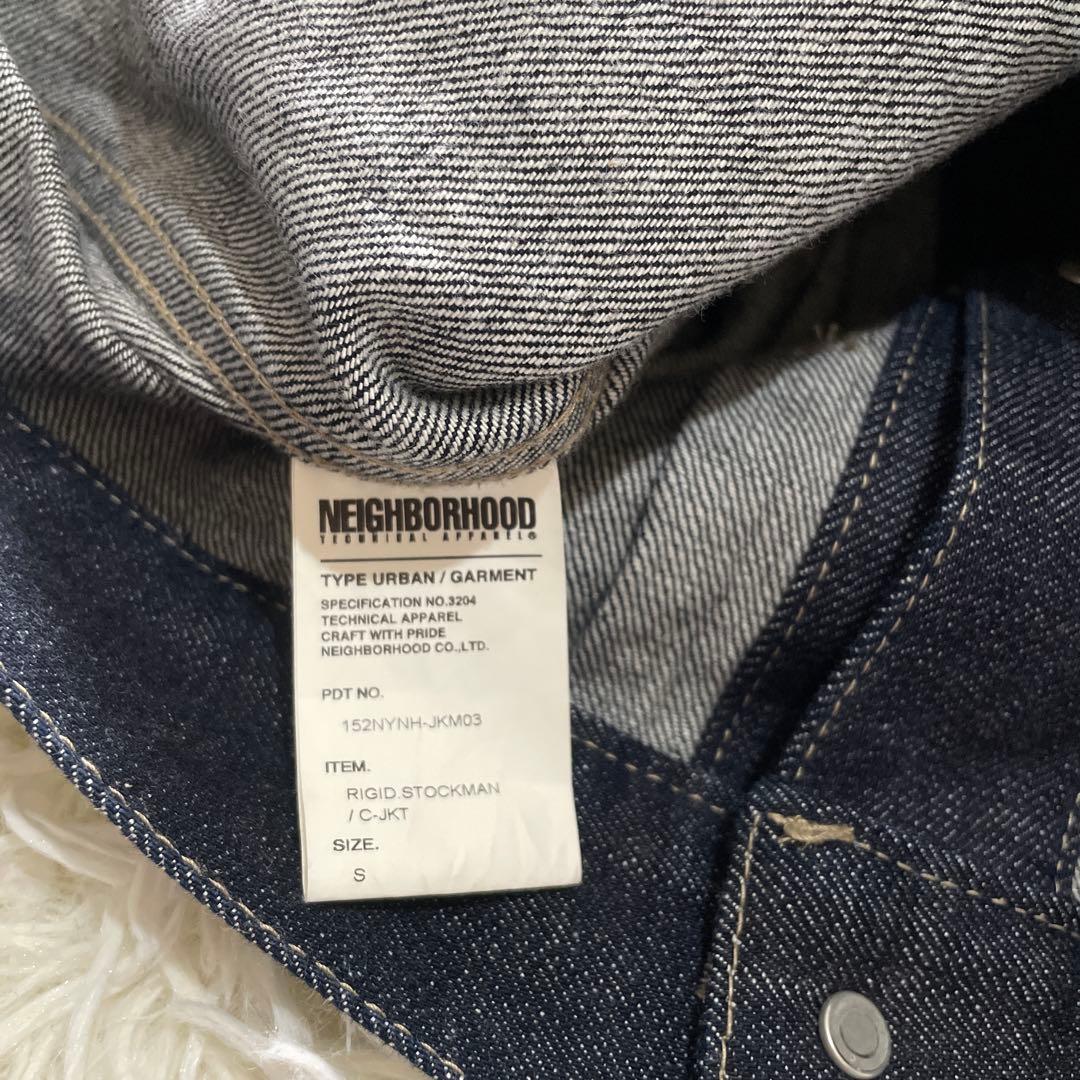 NEIGHBORHOOD
TECHNICAL APPAREL®
TYPE URBAN / GARMENT
SPECIFICATION NO.3204
TECHNICAL APPAREL
CRAFT WITH PRIDE
NEIGHBORHOOD CO.,LTD.
PDT NO.
152NYNH-JKM03
ITEM.
RIGID.STOCKMAN
/ C-JKT
SIZE.
S